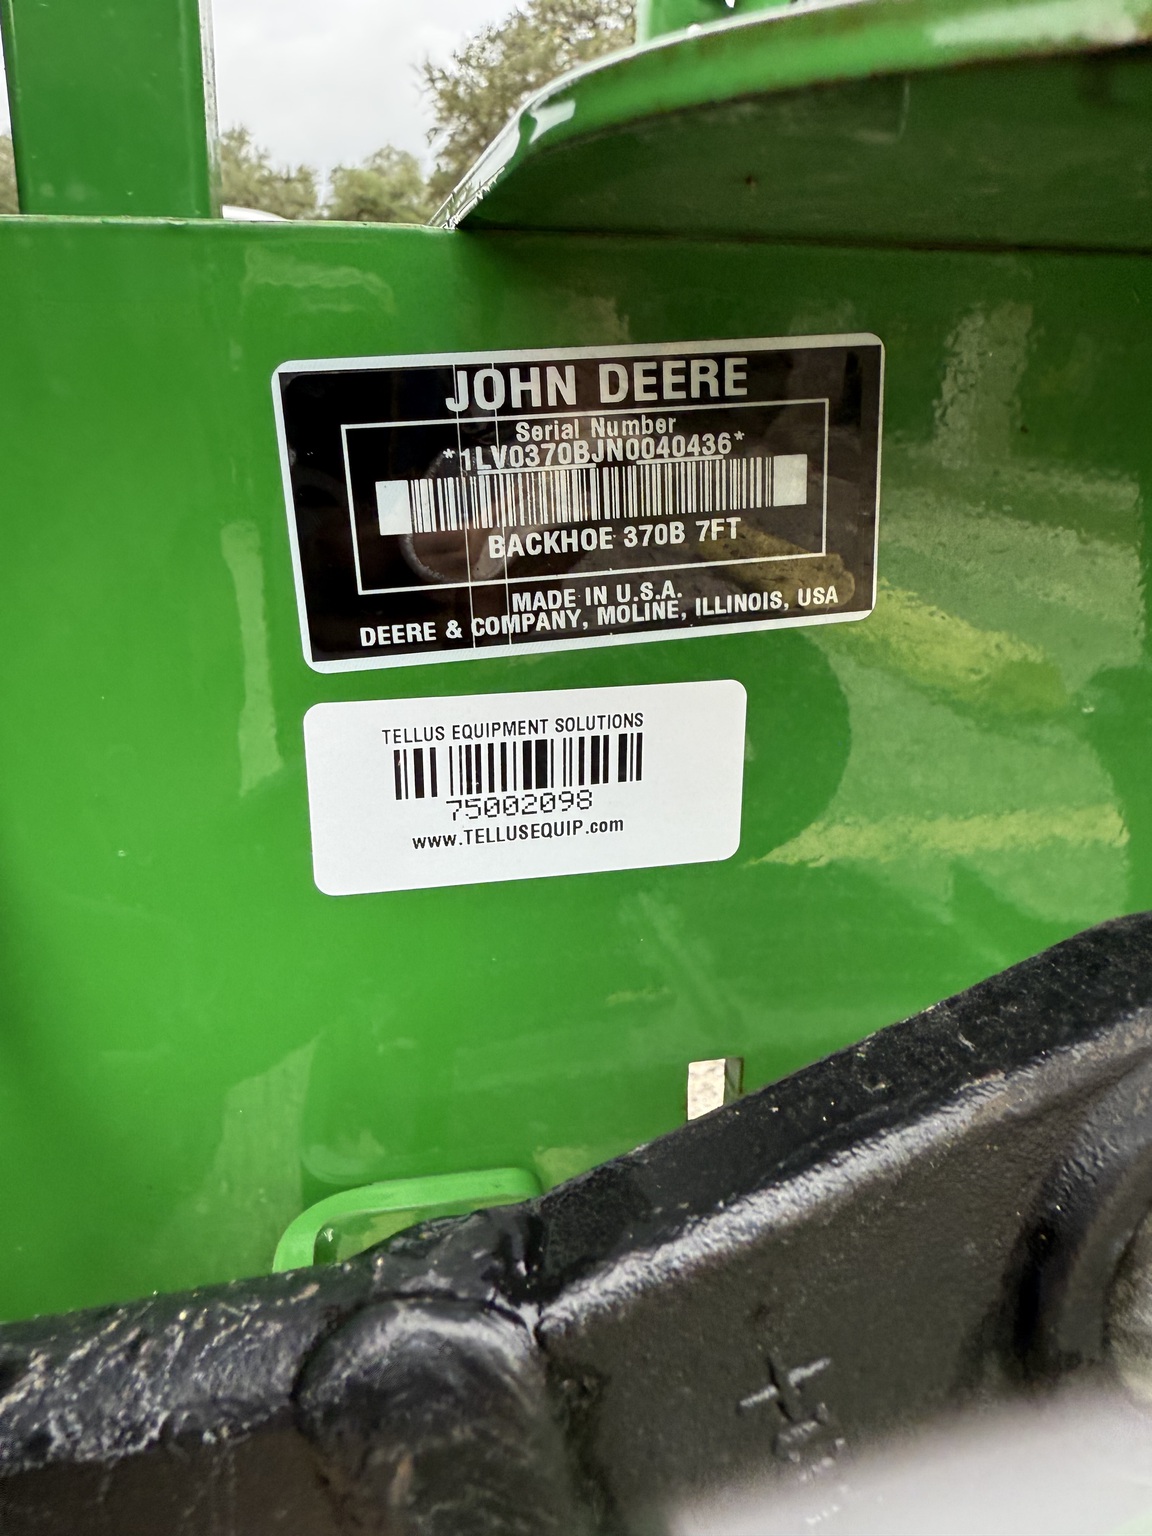 JOHN DEERE
Serial Number
*1LV0370BJN0040436*
BACKHOE 370B 7FT
MADE IN U.S.A.
DEERE & COMPANY, MOLINE, ILLINOIS, USA
TELLUS EQUIPMENT SOLUTIONS
75002098
www.TELLUSEQUIP.com